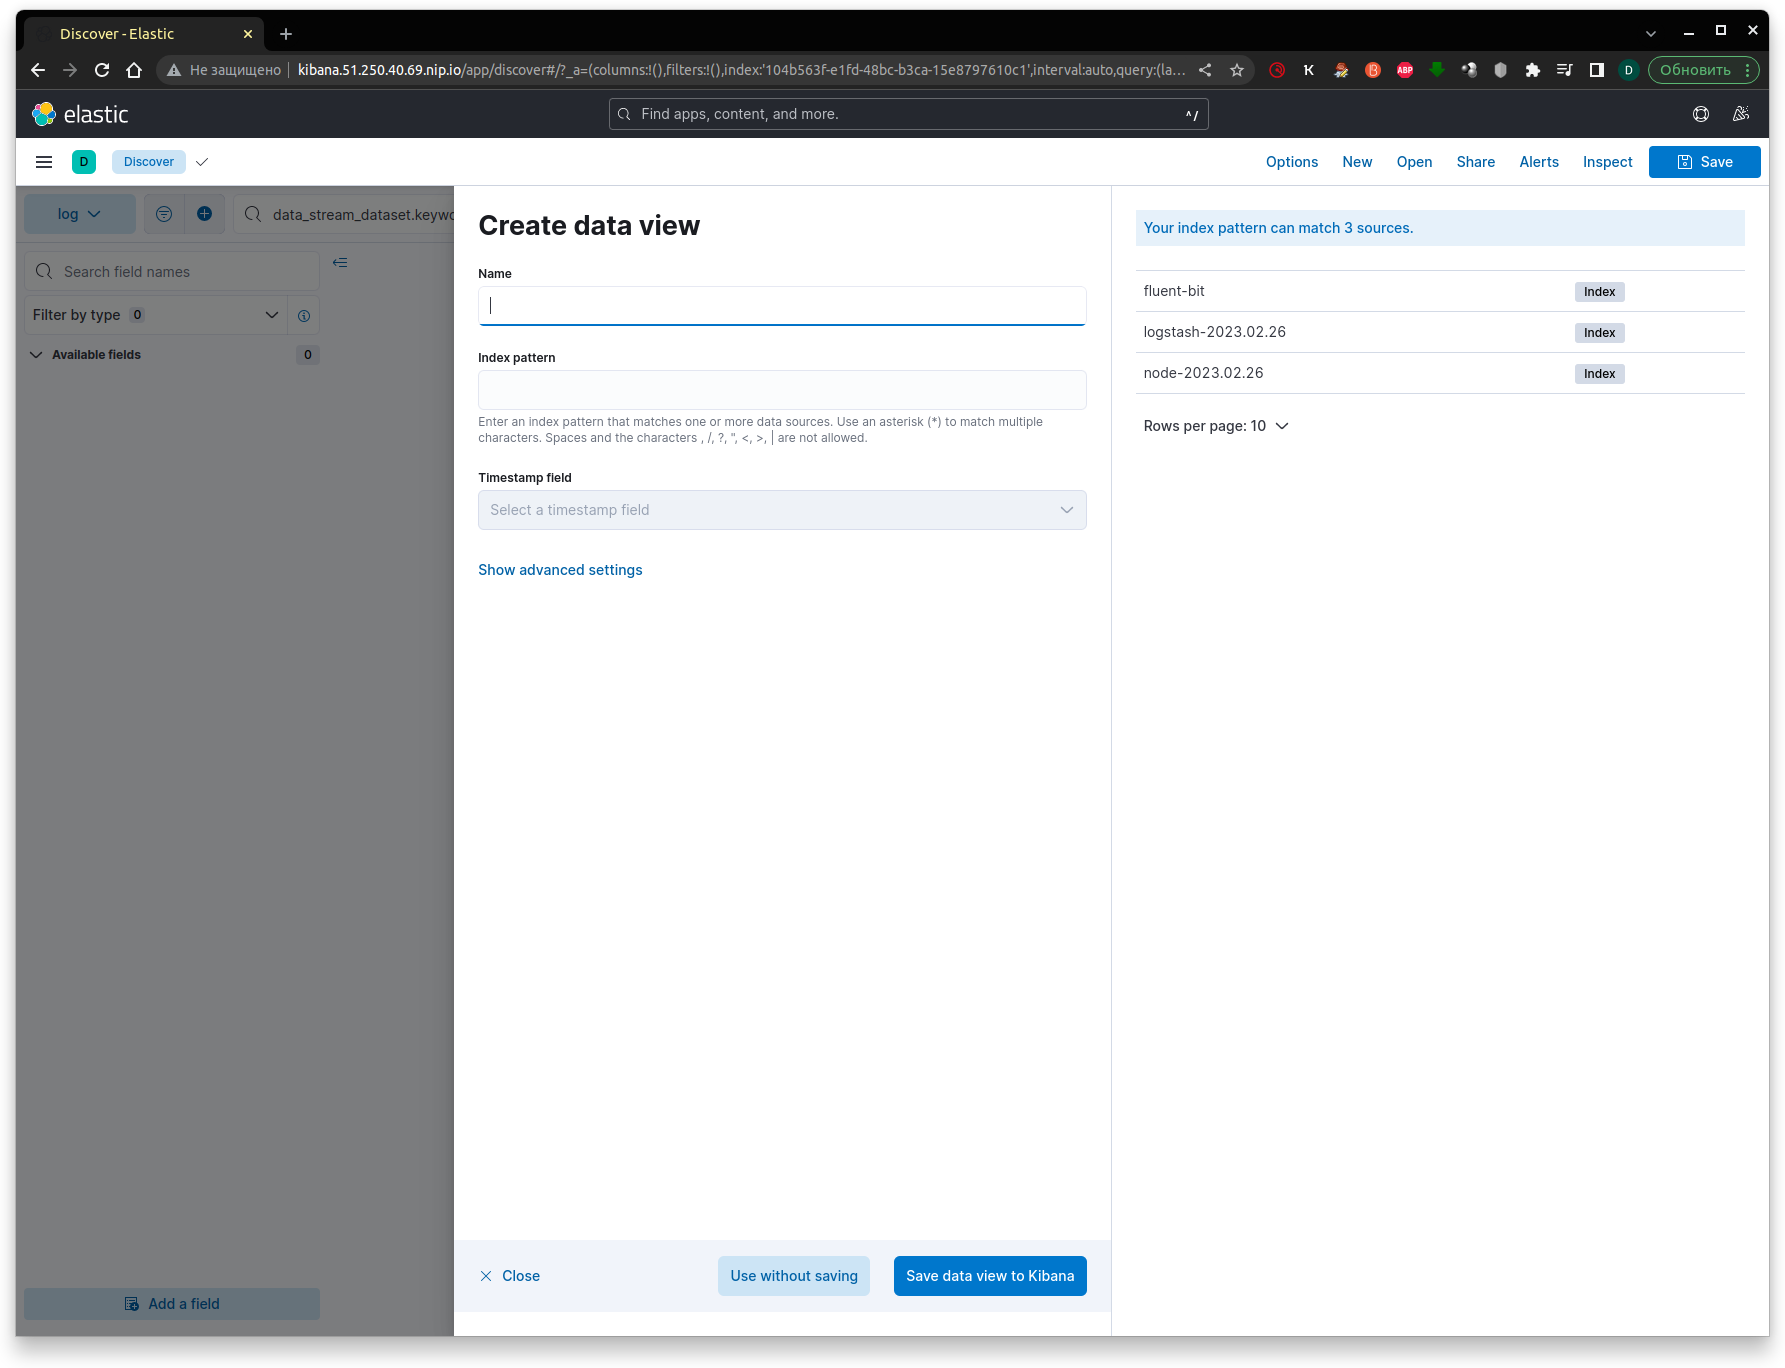 Discover - Elastic
Не защищено
kibana.51.250.40.69.nip.io/app/discover#/?_a=(columns:!(),filters:!(),index:'104b563f-e1fd-48bc-b3ca-15e8797610c1',interval:auto,query:(la...
K
ABP
D
Обновить
elastic
Find apps, content, and more.
^/
D
Discover
Options
New
Open
Share
Alerts
Inspect
Save
log
data_stream_dataset.keywo
Search field names
Filter by type 0
Available fields
0
Add a field
Create data view
Name
Index pattern
Enter an index pattern that matches one or more data sources. Use an asterisk (*) to match multiple
characters. Spaces and the characters , /, ?, ", <, >, | are not allowed.
Timestamp field
Select a timestamp field
Show advanced settings
Close
Use without saving
Save data view to Kibana
Your index pattern can match 3 sources.
fluent-bit Index
logstash-2023.02.26 Index
node-2023.02.26 Index
Rows per page: 10